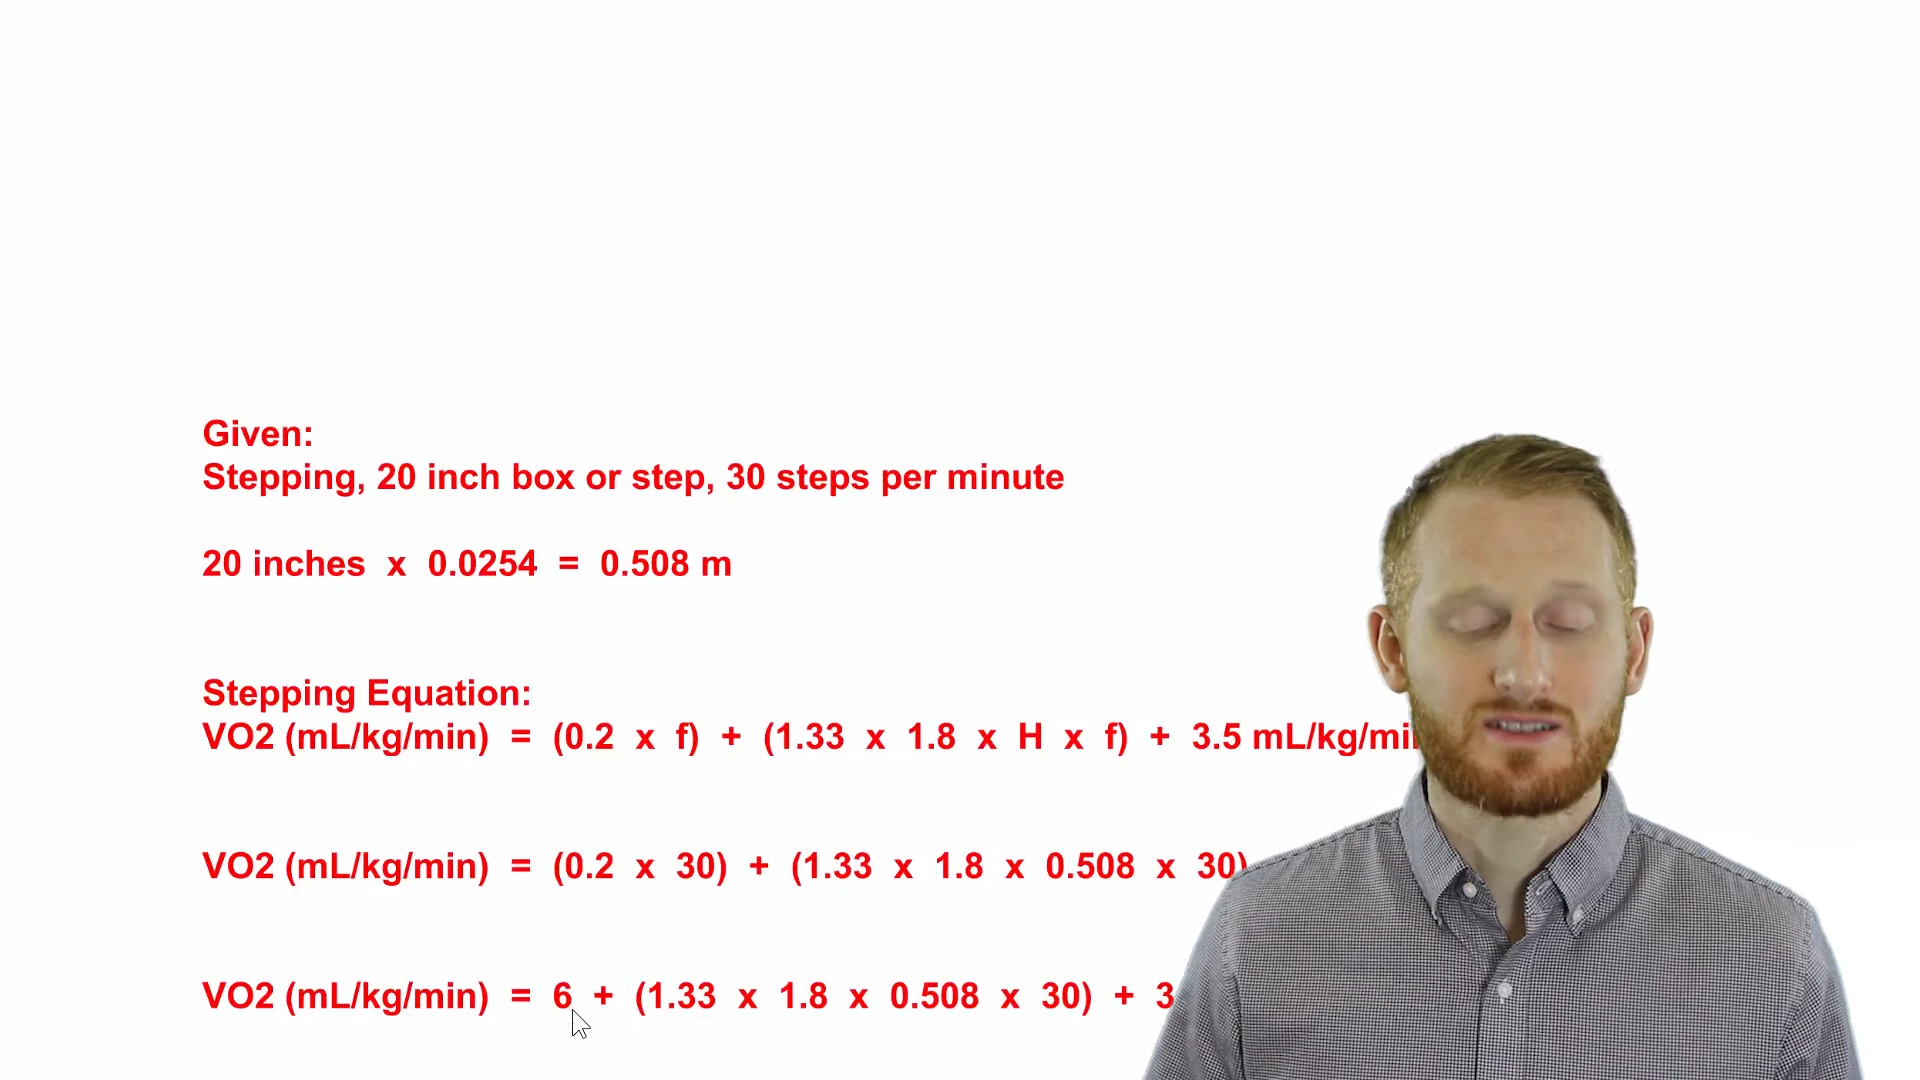 Given:
Stepping, 20 inch box or step, 30 steps per minute
20 inches x 0.0254 = 0.508 m
Stepping Equation:
VO2 (mL/kg/min) = (0.2 x f) + (1.33 x 1.8 x H x f) + 3.5
VO2 (mL/kg/min) = (0.2 x 30) + (1.33 x 1.8 x 0.508 x 30)
VO2 (mL/kg/min) = 6 + (1.33 x 1.8 x 0.508 x 30) + 3